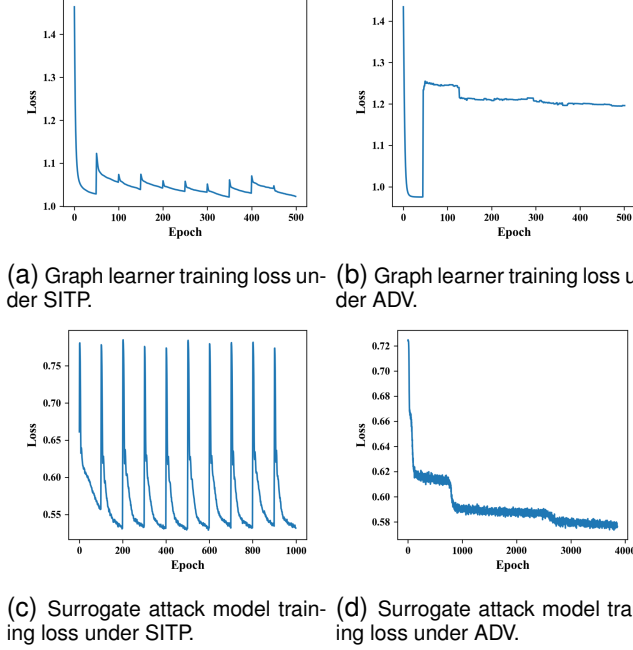 1.4
1.3
1.2
1.1
1.0
Loss
0
100
200
300
400
500
Epoch
1.4
1.3
1.2
1.1
1.0
Loss
0
100
200
300
400
500
Epoch
(a) Graph learner training loss un-
der SITP.
(b) Graph learner training loss u
der ADV.
0.75
0.70
0.65
0.60
0.55
Loss
0
200
400
600
800
1000
Epoch
0.72
0.70
0.68
0.66
0.64
0.62
0.60
0.58
Loss
0
1000
2000
3000
4000
Epoch
(c) Surrogate attack model train-
ing loss under SITP.
(d) Surrogate attack model trai
ing loss under ADV.